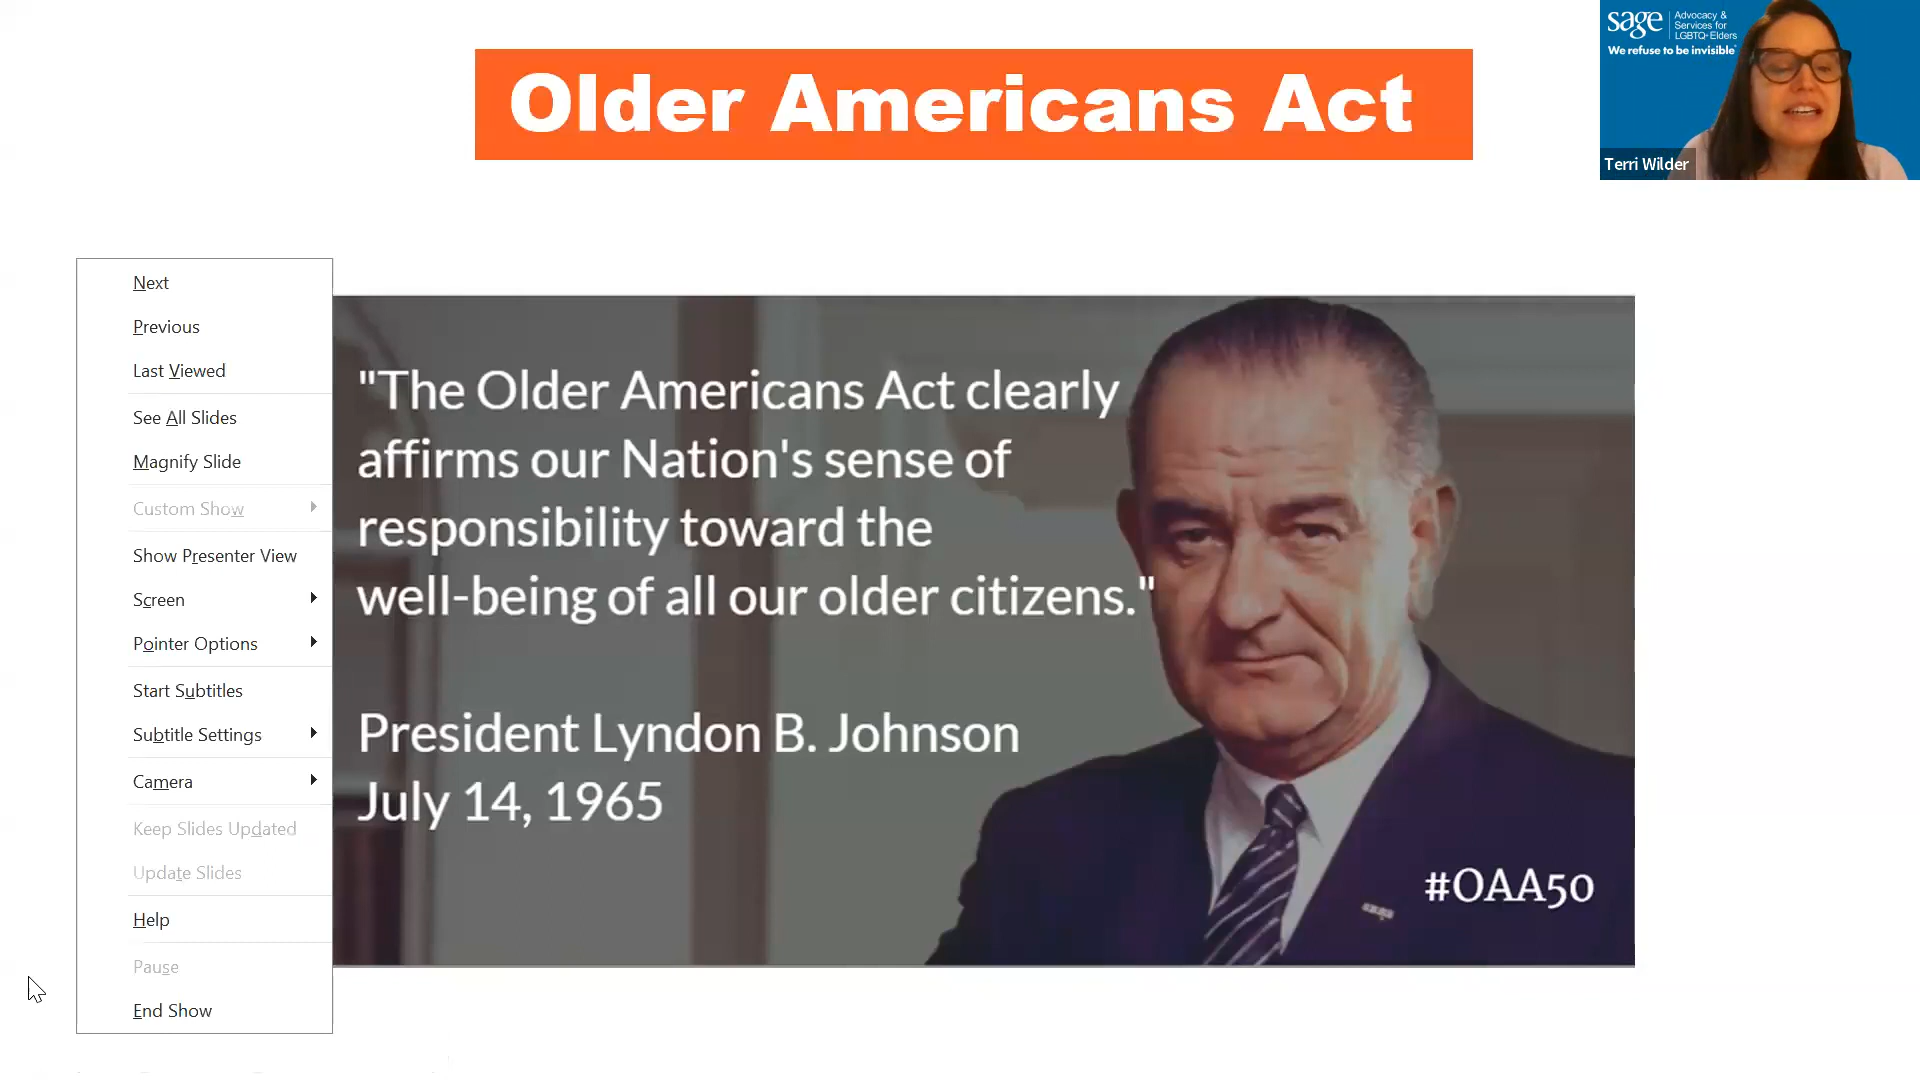 Older Americans Act
sage
Advocacy &
Services for
LGBTQ+ Elders
We refuse to be invisible
Terri Wilder
Next
Previous
Last Viewed
See All Slides
Magnify Slide
Custom Show
Show Presenter View
Screen
Pointer Options
Start Subtitles
Subtitle Settings
Camera
Keep Slides Updated
Update Slides
Help
Pause
End Show
"The Older Americans Act clearly
affirms our Nation's sense of
responsibility toward the
well-being of all our older citizens."
President Lyndon B. Johnson
July 14, 1965
#OAA50